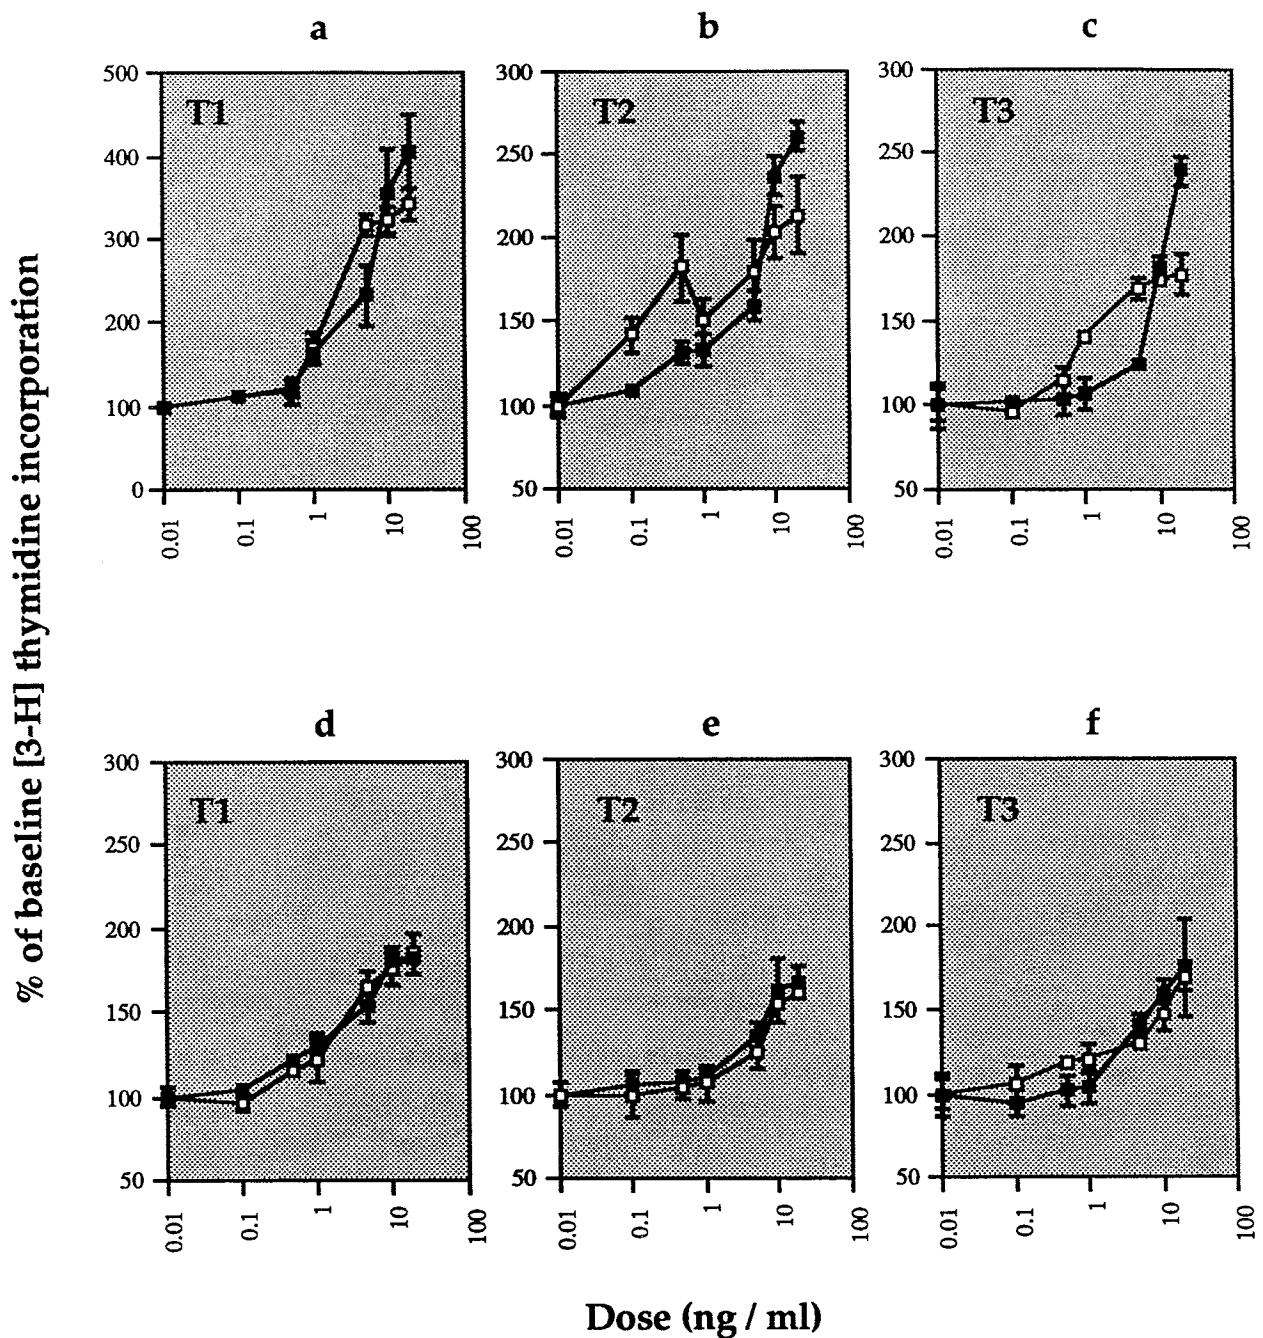 a b c
500 300 300
T1 T2 T3
400 250 250
300 200 200
200 150 150
100 100 100
0 50 50
0.01 0.1 1 10 100 0.01 0.1 1 10 100 0.01 0.1 1 10 100
% of baseline [3-H] thymidine incorporation
d e f
300 300 300
T1 T2 T3
250 250 250
200 200 200
150 150 150
100 100 100
50 50 50
0.01 0.1 1 10 100 0.01 0.1 1 10 100 0.01 0.1 1 10 100
Dose (ng / ml)